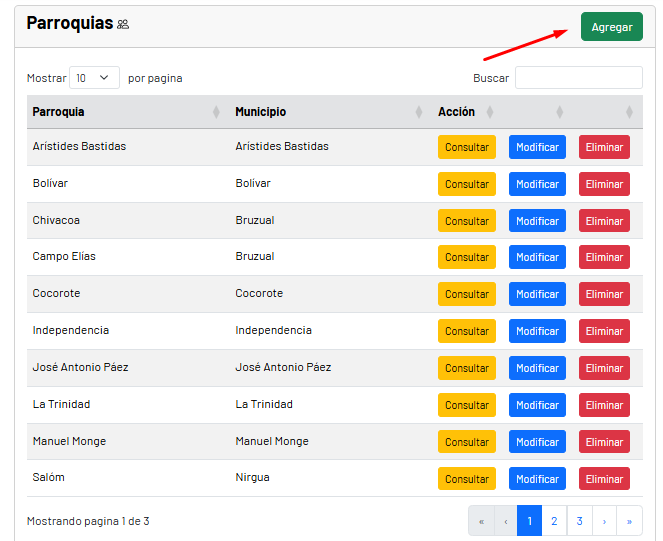 Parroquias
Agregar
Mostrar 10 por pagina Buscar
Parroquia Municipio Acción
Arístides Bastidas Arístides Bastidas Consultar Modificar Eliminar
Bolívar Bolívar Consultar Modificar Eliminar
Chivacoa Bruzual Consultar Modificar Eliminar
Campo Elías Bruzual Consultar Modificar Eliminar
Cocorote Cocorote Consultar Modificar Eliminar
Independencia Independencia Consultar Modificar Eliminar
José Antonio Páez José Antonio Páez Consultar Modificar Eliminar
La Trinidad La Trinidad Consultar Modificar Eliminar
Manuel Monge Manuel Monge Consultar Modificar Eliminar
Salóm Nirgua Consultar Modificar Eliminar
Mostrando pagina 1 de 3 « ‹ 1 2 3 › »